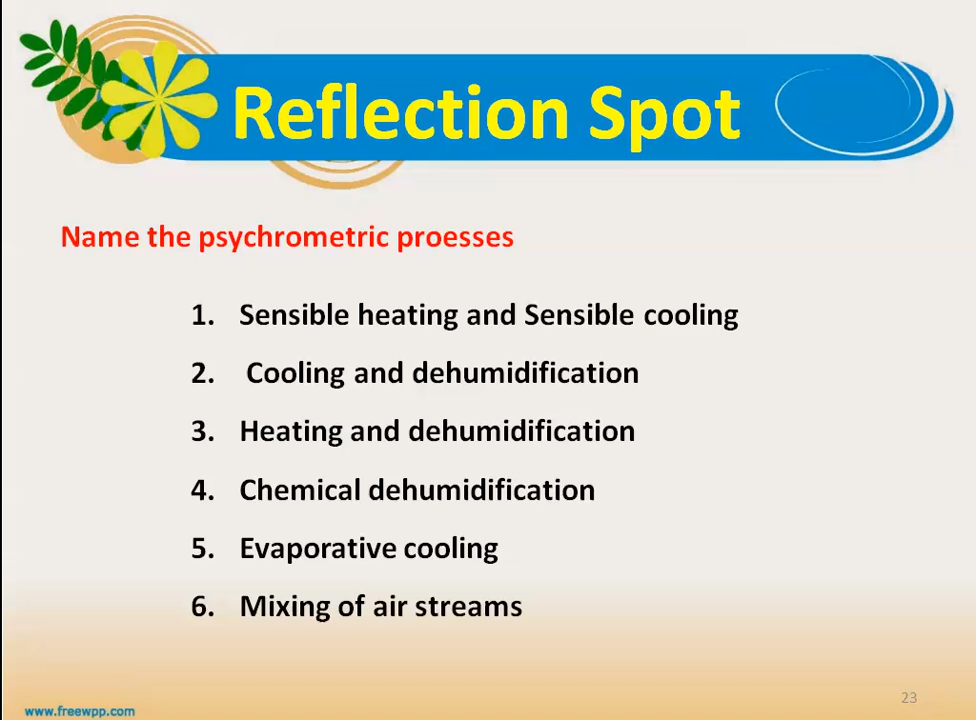 Reflection Spot
Name the psychrometric proesses
1. Sensible heating and Sensible cooling
2. Cooling and dehumidification
3. Heating and dehumidification
4. Chemical dehumidification
5. Evaporative cooling
6. Mixing of air streams
23
www.freewpp.com